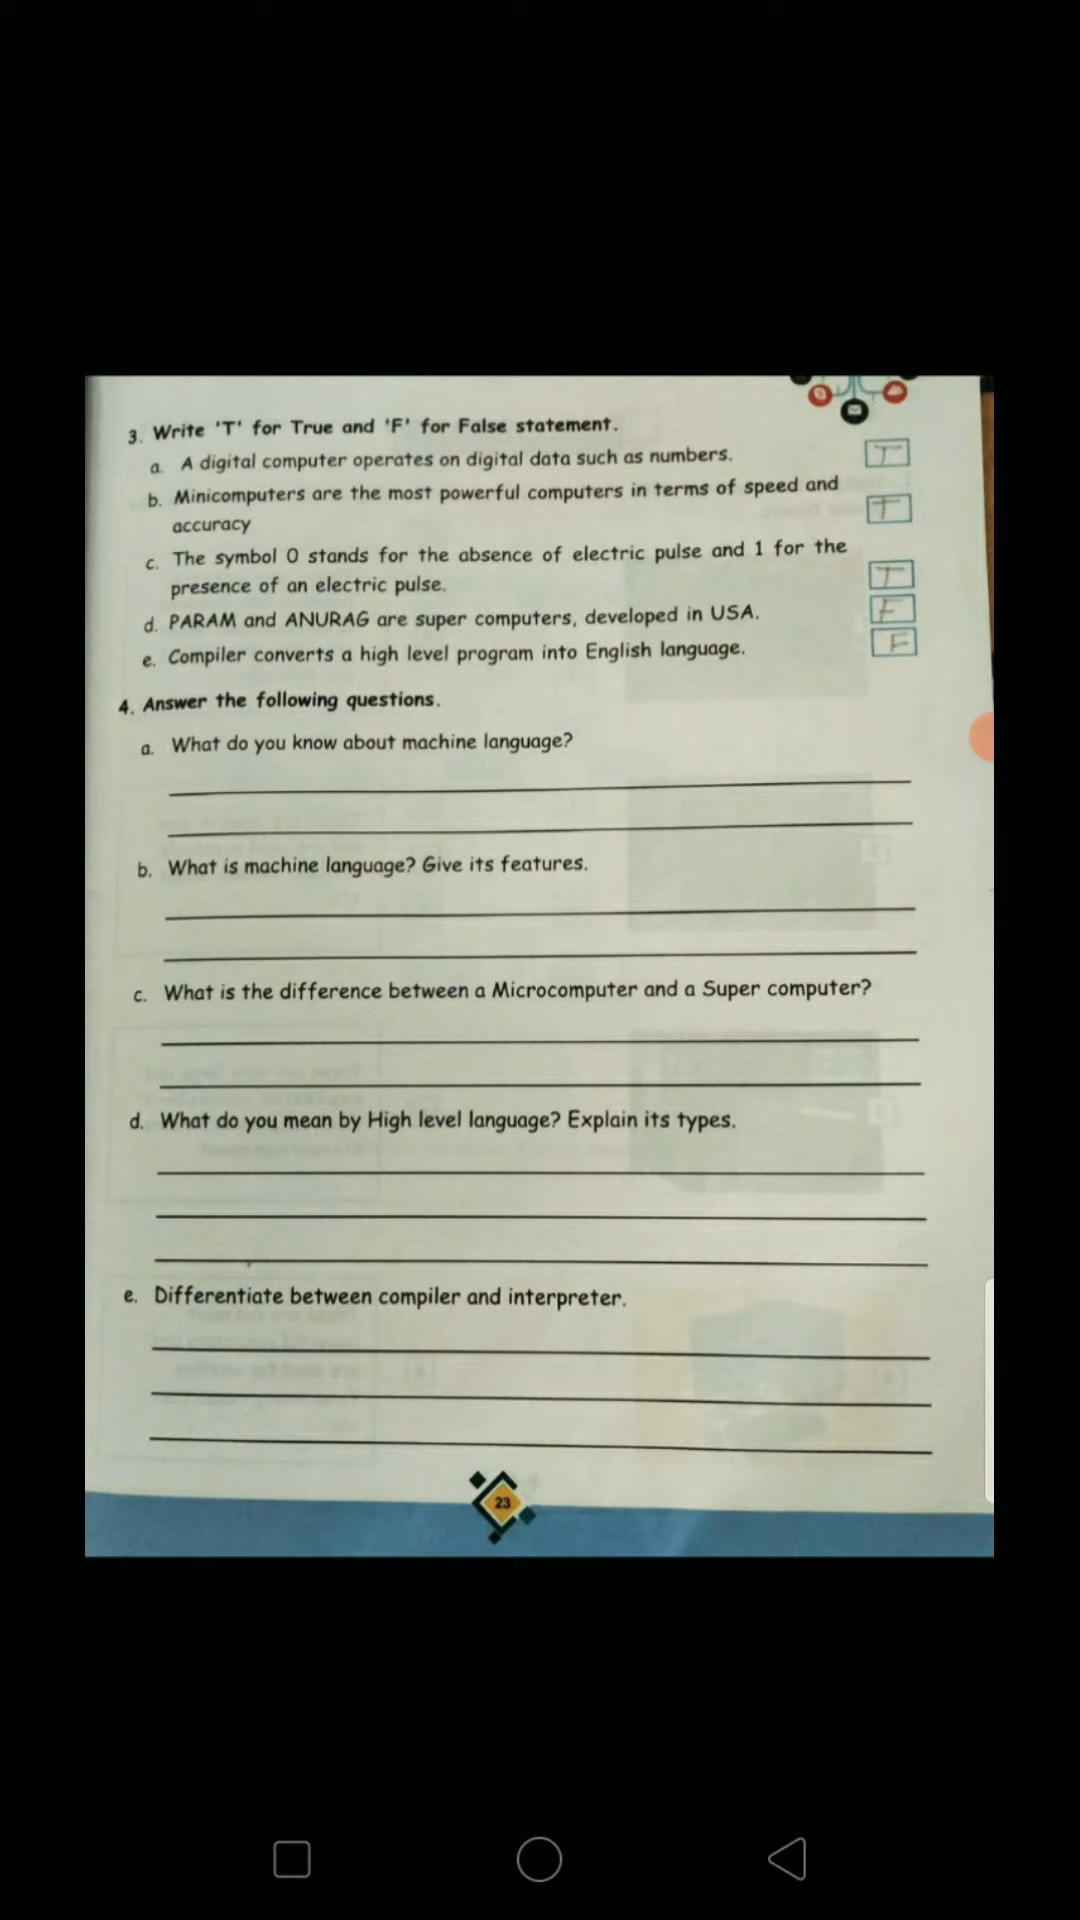 3. Write 'T' for True and 'F' for False statement.
a. A digital computer operates on digital data such as numbers. T
b. Minicomputers are the most powerful computers in terms of speed and
accuracy T
c. The symbol 0 stands for the absence of electric pulse and 1 for the
presence of an electric pulse. T
d. PARAM and ANURAG are super computers, developed in USA. F
e. Compiler converts a high level program into English language. F
4. Answer the following questions.
a. What do you know about machine language?
b. What is machine language? Give its features.
c. What is the difference between a Microcomputer and a Super computer?
d. What do you mean by High level language? Explain its types.
e. Differentiate between compiler and interpreter.
23